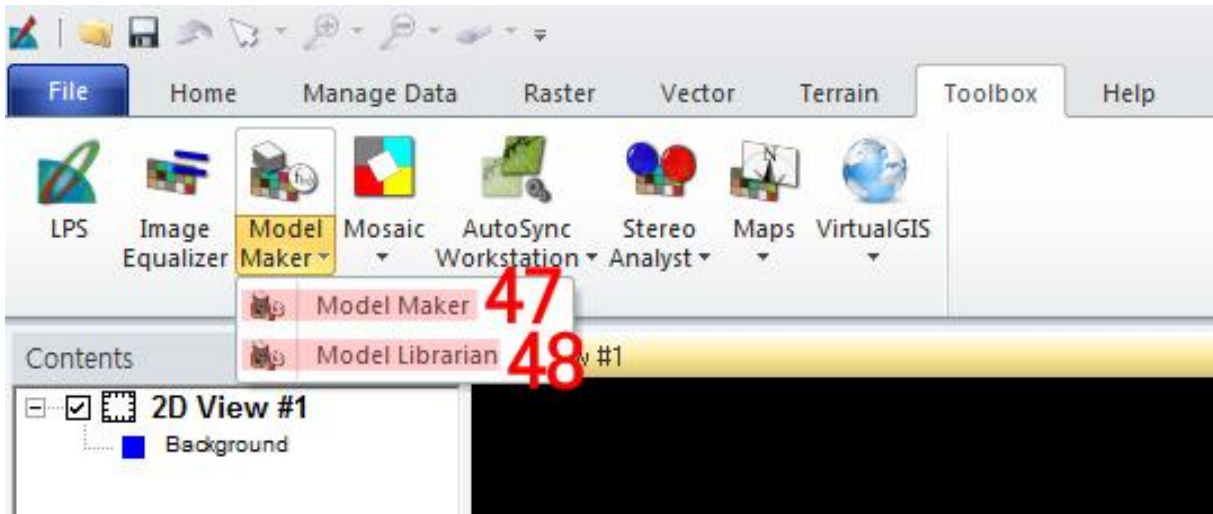 File Home Manage Data Raster Vector Terrain Toolbox Help
LPS Image Equalizer Model Maker Mosaic AutoSync Workstation Stereo Analyst Maps VirtualGIS
Model Maker 47
Model Librarian 48
Contents #1
2D View #1
Background